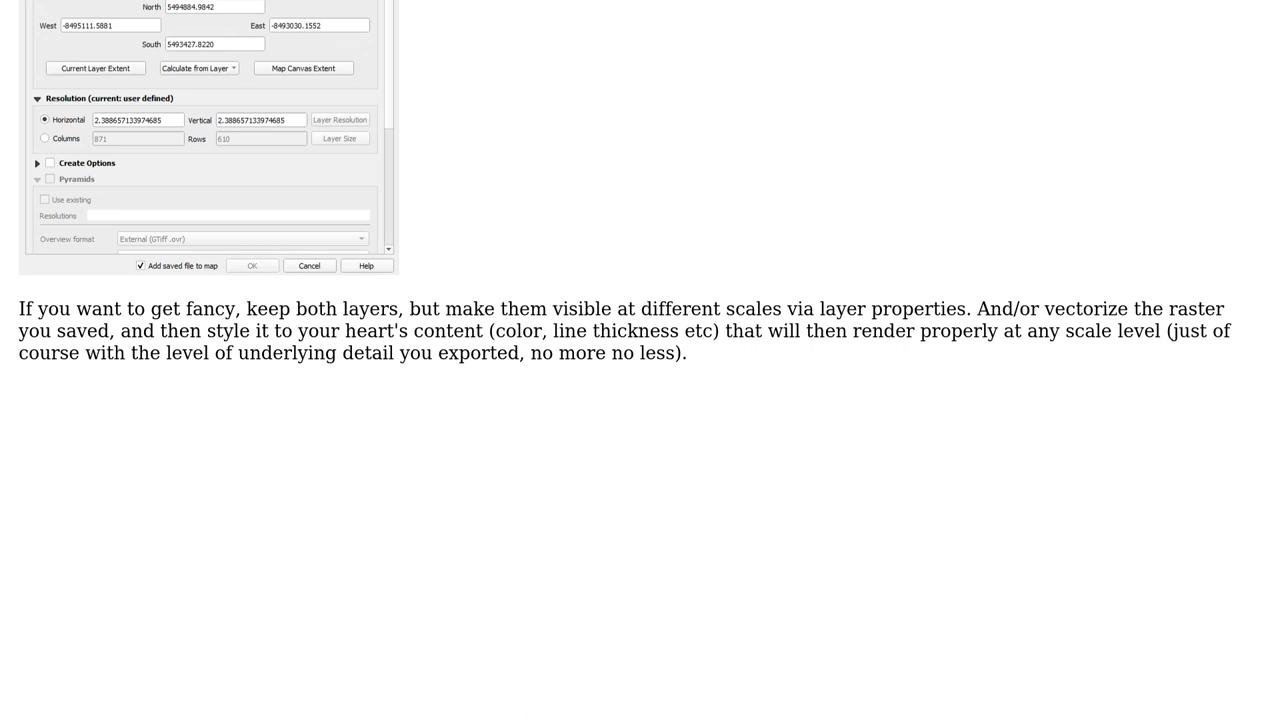 North 5494884.9842
West -8495111.5881 East -8493030.1552
South 5493427.8220
Current Layer Extent Calculate from Layer Map Canvas Extent
Resolution (current: user defined)
Horizontal 2.388657133974685 Vertical 2.388657133974685 Layer Resolution
Columns 871 Rows 610 Layer Size
Create Options
Pyramids
Use existing
Resolutions
Overview format External (GTiff .ovr)
Add saved file to map OK Cancel Help
If you want to get fancy, keep both layers, but make them visible at different scales via layer properties. And/or vectorize the raster
you saved, and then style it to your heart's content (color, line thickness etc) that will then render properly at any scale level (just of
course with the level of underlying detail you exported, no more no less).